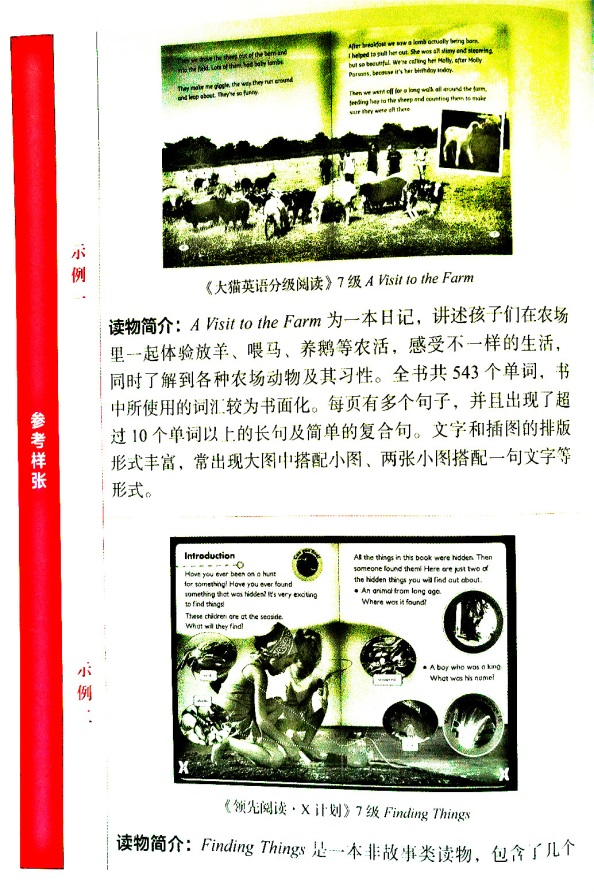 Then we drove the sheep out of the barn and
into the field. Lots of them had baby lambs.
They make me giggle, the way they run around
and leap about. They're so funny.
After breakfast we saw a lamb actually being born.
I helped to pull her out. She was all slimy and steaming,
but so beautiful. We're calling her Molly, after Molly
Parsons, because it's her birthday today.
Then we went off for a long walk all around the farm,
feeding hay to the sheep and counting them to make
sure they were all there.
示例一
《大猫英语分级阅读》7 级 A Visit to the Farm
读物简介：A Visit to the Farm 为一本日记，讲述孩子们在农场
里一起体验放羊、喂马、养鹅等农活，感受不一样的生活，
同时了解到各种农场动物及其习性。全书共 543 个单词，书
中所使用的词汇较为书面化。每页有多个句子，并且出现了超
过 10 个单词以上的长句及简单的复合句。文字和插图的排版
形式丰富，常出现大图中搭配小图、两张小图搭配一句文字等
形式。
参考样张
Introduction
Have you ever been on a hunt
for something? Have you ever found
something that was hidden? It's very exciting
to find things!
These children are at the seaside.
What will they find?
All the things in this book were hidden. Then
someone found them! Here are just two of
the hidden things you will find out about.
• An animal from long ago.
Where was it found?
• A boy who was a king.
What was his name?
示例二
《领先阅读·X 计划》7 级 Finding Things
读物简介：Finding Things 是一本非故事类读物，包含了几个